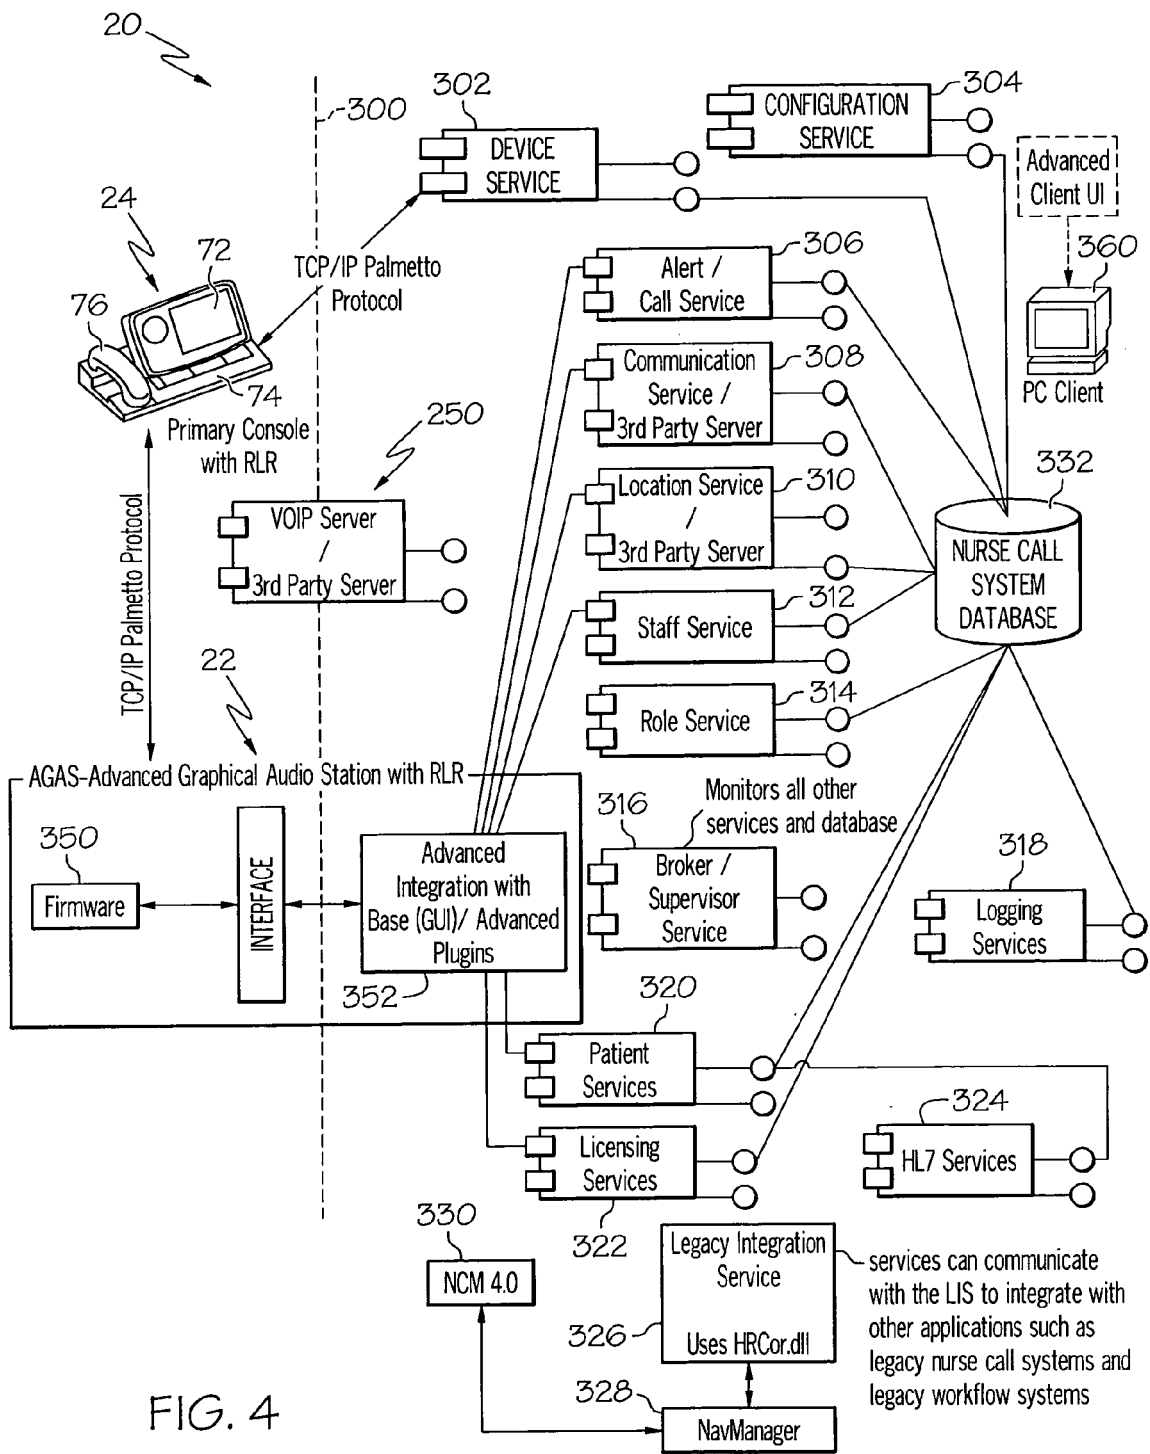 20
300
302
DEVICE
SERVICE
304
CONFIGURATION
SERVICE
Advanced
Client UI
360
PC Client
24
72
76
74
Primary Console
with RLR
TCP/IP Palmetto
Protocol
TCP/IP Palmetto Protocol
250
VOIP Server
/
3rd Party Server
306
Alert /
Call Service
308
Communication
Service /
3rd Party Server
310
Location Service
/
3rd Party Server
312
Staff Service
314
Role Service
332
NURSE CALL
SYSTEM
DATABASE
22
AGAS-Advanced Graphical Audio Station with RLR
350
Firmware
INTERFACE
Advanced
Integration with
Base (GUI)/ Advanced
Plugins
352
316
Monitors all other
services and database
Broker /
Supervisor
Service
318
Logging
Services
320
Patient
Services
Licensing
Services
322
324
HL7 Services
330
NCM 4.0
Legacy Integration
Service
Uses HRCor.dll
326
services can communicate
with the LIS to integrate with
other applications such as
legacy nurse call systems and
legacy workflow systems
328
NavManager
FIG. 4